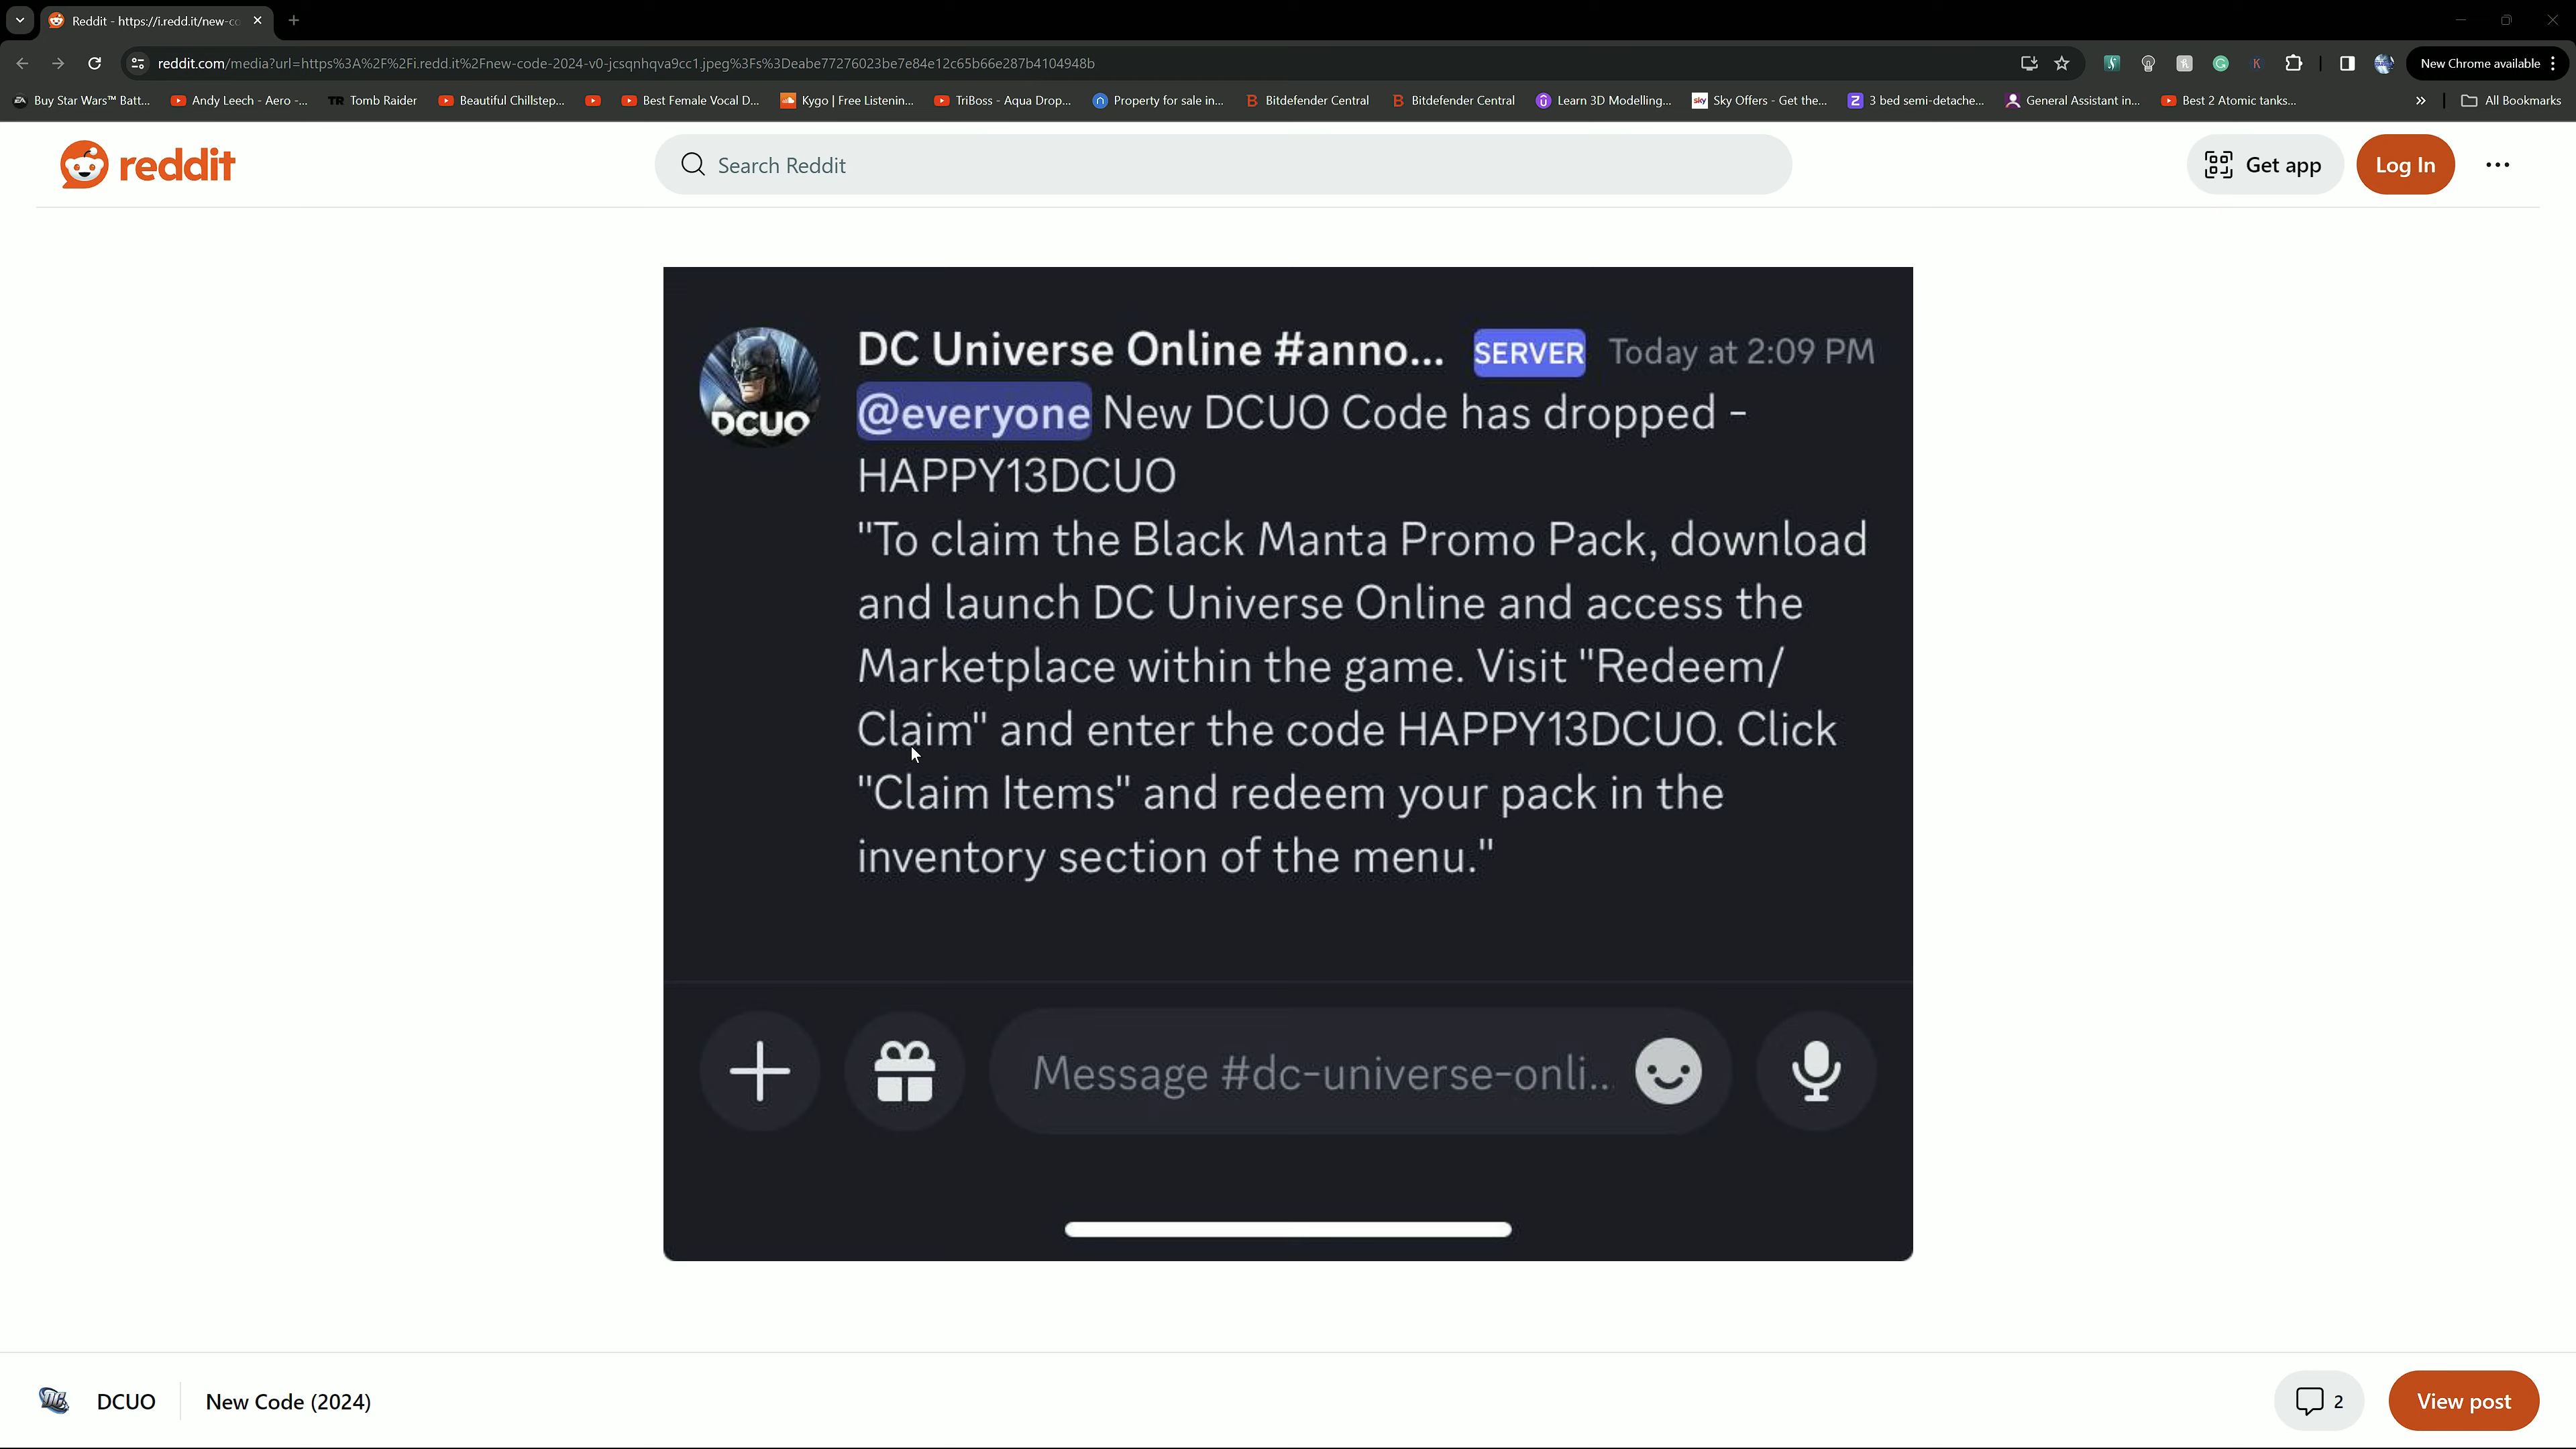 Reddit - https://i.redd.it/new-co
reddit.com/media?url=https%3A%2F%2Fi.redd.it%2Fnew-code-2024-v0-jcsqnhqva9cc1.jpeg%3Fs%3Deabe77276023be7e84e12c65b66e287b4104948b
New Chrome available
Buy Star Wars™ Batt... Andy Leech - Aero -... TR Tomb Raider Beautiful Chillstep... Best Female Vocal D... Kygo | Free Listenin... TriBoss - Aqua Drop... Property for sale in... B Bitdefender Central B Bitdefender Central Learn 3D Modelling... sky Sky Offers - Get the... Z 3 bed semi-detache... General Assistant in... Best 2 Atomic tanks... » All Bookmarks
reddit Search Reddit Get app Log In
DC Universe Online #anno... SERVER Today at 2:09 PM
DCUO
@everyone New DCUO Code has dropped -
HAPPY13DCUO
"To claim the Black Manta Promo Pack, download
and launch DC Universe Online and access the
Marketplace within the game. Visit "Redeem/
Claim" and enter the code HAPPY13DCUO. Click
"Claim Items" and redeem your pack in the
inventory section of the menu."
Message #dc-universe-onli...
DCUO New Code (2024) 2 View post